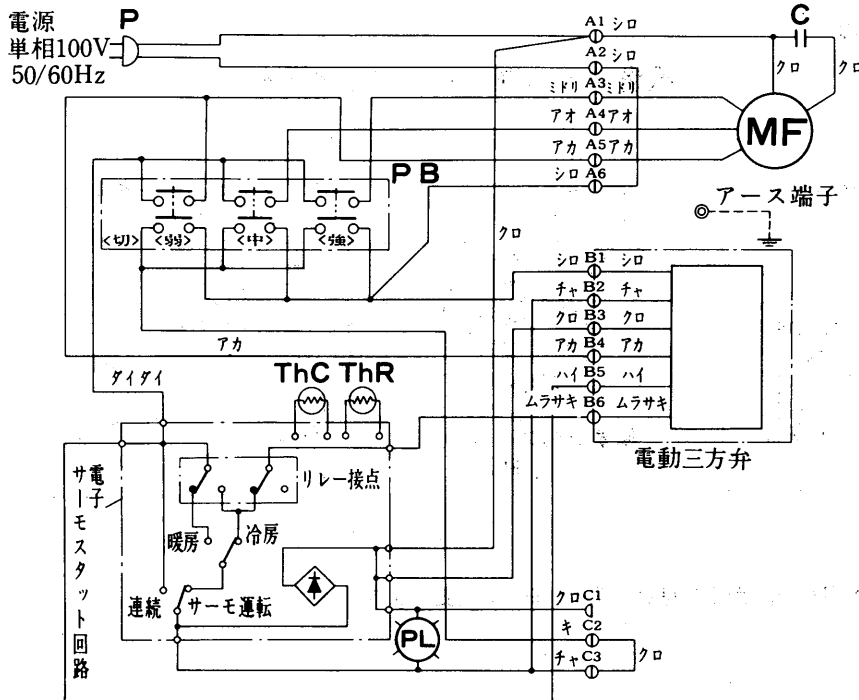 電源
単相100V
50/60Hz
P
A1 シロ
C
A2 シロ
クロ
クロ
ミドリ A3 ミドリ
アオ A4 アオ
MF
アカ A5 アカ
PB
シロ A6
アース端子
<切> <弱> <中> <強>
クロ
シロ B1 シロ
チャ B2 チャ
クロ B3 クロ
アカ
アカ B4 アカ
ダイダイ
ThC ThR
ハイ B5 ハイ
ムラサキ B6 ムラサキ
電動三方弁
電子サーモスタット回路
リレー接点
暖房
冷房
連続
サーモ運転
クロ C1
PL
キ C2
クロ
チャ C3